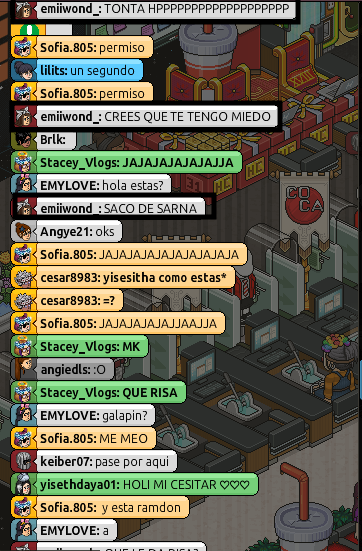 emiiwond_: TONTA HPPPPPPPPPPPPPPPPPPP
Sofia.805: permiso
lilits: un segundo
Sofia.805: permiso
emiiwond_: CREES QUE TE TENGO MIEDO
Brlk:
Stacey_Vlogs: JAJAJAJAJAJAJJA
EMYLOVE: hola estas?
emiiwond_: SACO DE SARNA
Angye21: oks
Sofia.805: JAJAJAJAJAJAJAJAJA
cesar8983: yisesitha como estas*
cesar8983: =?
Sofia.805: JAJAJAJAJAJJAAJJA
Stacey_Vlogs: MK
angiedls: :O
Stacey_Vlogs: QUE RISA
EMYLOVE: galapin?
Sofia.805: ME MEO
keiber07: pase por aqui
yisethdaya01: HOLI MI CESITAR ♡♡♡
Sofia.805: y esta ramdon
EMYLOVE: a
emiiwond_: QUE LE DA RISA?
CO
CA